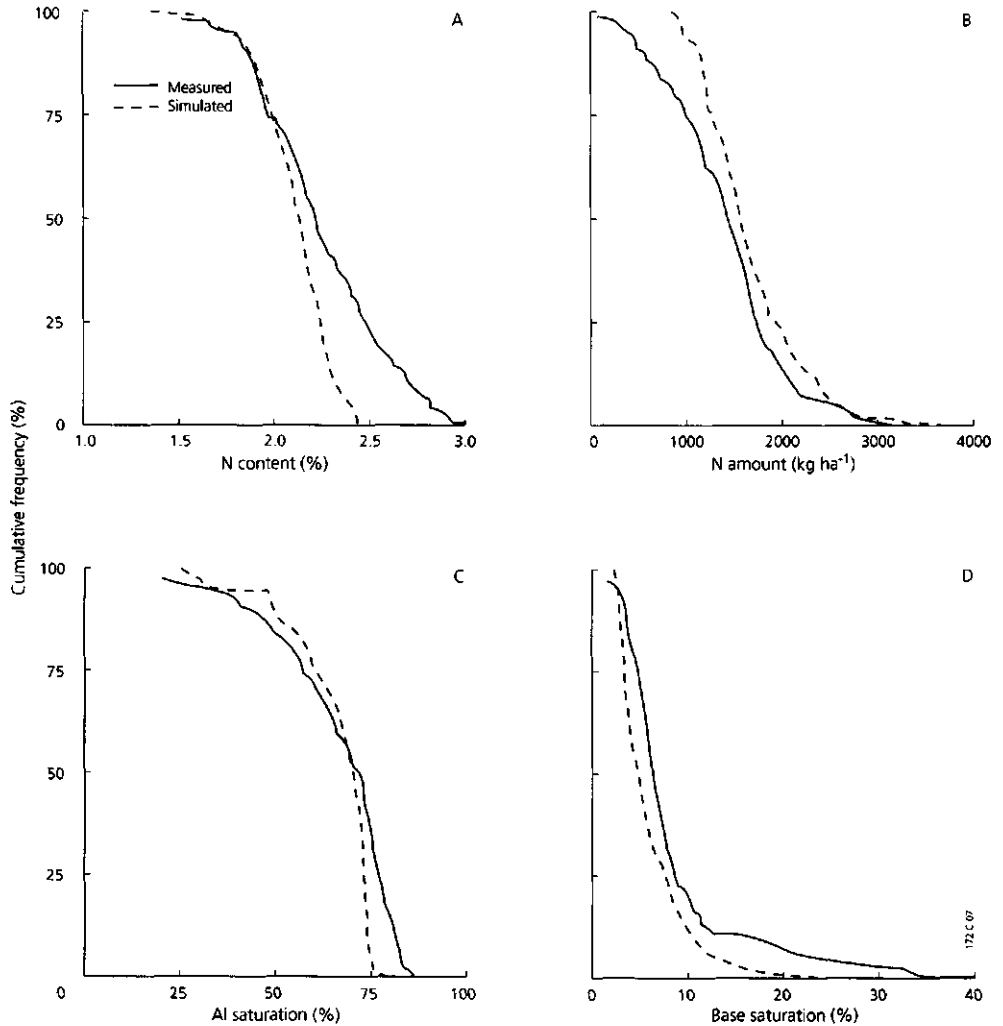 A
100
75
50
25
0
Measured
Simulated
1.0 1.5 2.0 2.5 3.0
N content (%)
B
0 1000 2000 3000 4000
N amount (kg ha⁻¹)
Cumulative frequency (%)
C
100
75
50
25
0 25 50 75 100
Al saturation (%)
D
172 C 07
0 10 20 30 40
Base saturation (%)